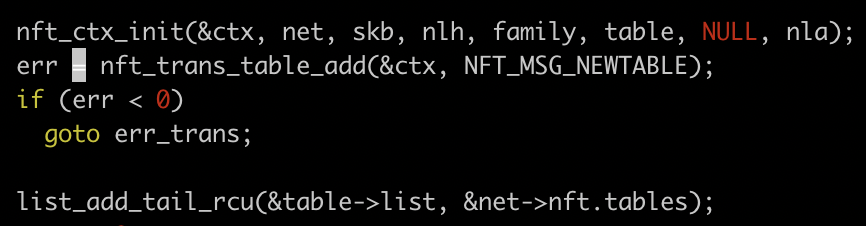 nft_ctx_init(&ctx, net, skb, nlh, family, table, NULL, nla);
err = nft_trans_table_add(&ctx, NFT_MSG_NEWTABLE);
if (err < 0)
  goto err_trans;

list_add_tail_rcu(&table->list, &net->nft.tables);